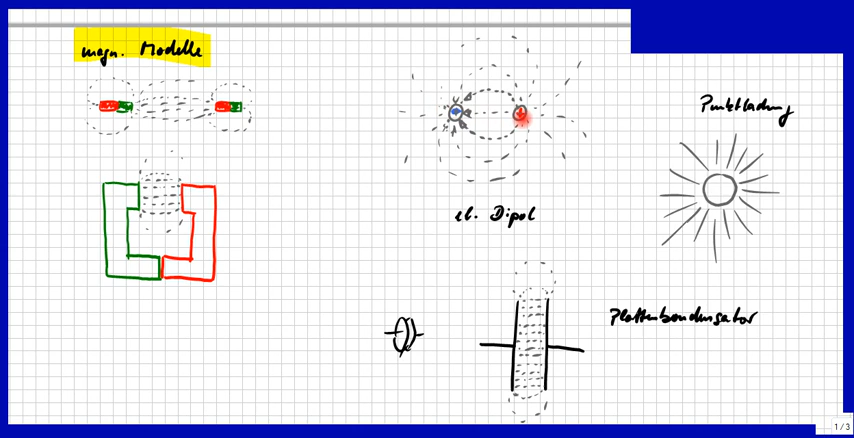 magn. Modelle
Punktladung
el. Dipol
Plattenkondensator
1/3